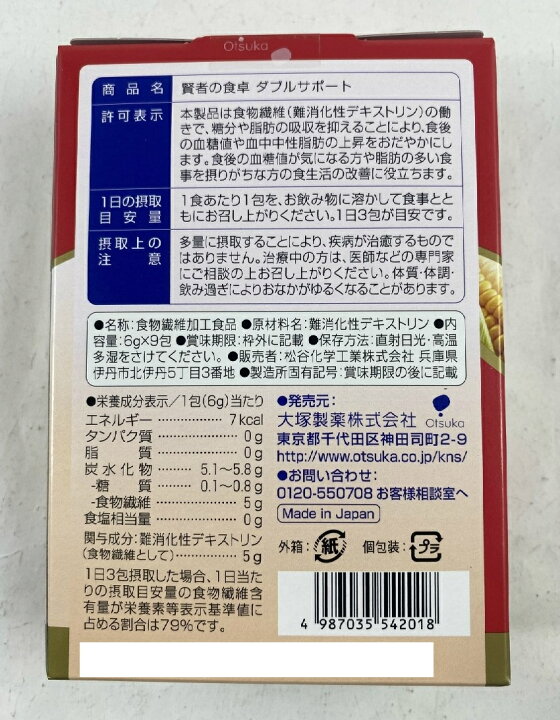 Otsuka
商品名 賢者の食卓 ダブルサポート
許可表示 本製品は食物繊維(難消化性デキストリン)の働
きで、糖分や脂肪の吸収を抑えることにより、食後
の血糖値や血中中性脂肪の上昇をおだやかにし
ます。食後の血糖値が気になる方や脂肪の多い食
事を摂りがちな方の食生活の改善に役立ちます。
1日の摂取 1食あたり1包を、お飲み物に溶かして食事とと
目安量 もにお召し上がりください。1日3包が目安です。
摂取上の 多量に摂取することにより、疾病が治癒するもので
注意 はありません。治療中の方は、医師などの専門家
にご相談の上お召し上がりください。体質・体調・
飲み過ぎによりおなかがゆるくなることがあります。
●名称:食物繊維加工食品 ●原材料名:難消化性デキストリン ●内
容量:6g×9包 ●賞味期限:枠外に記載 ●保存方法:直射日光・高温
多湿をさけてください。●販売者:松谷化学工業株式会社 兵庫県
伊丹市北伊丹5丁目3番地 ●製造所固有記号:賞味期限の後に記載
●栄養成分表示/1包(6g)当たり
エネルギー 7kcal
タンパク質 0g
脂質 0g
炭水化物 5.1~5.8g
-糖質 0.1~0.8g
-食物繊維 5g
食塩相当量 0g
関与成分:難消化性デキストリン
(食物繊維として) 5g
1日3包摂取した場合、1日当た
りの摂取目安量の食物繊維含
有量が栄養素等表示基準値に
占める割合は79%です。
●発売元:
大塚製薬株式会社 Otsuka
東京都千代田区神田司町2-9
http://www.otsuka.co.jp/kns/
●お問い合わせ:
0120-550708 お客様相談室へ
Made in Japan
外箱: 紙 個包装: プラ
4 987035 542018